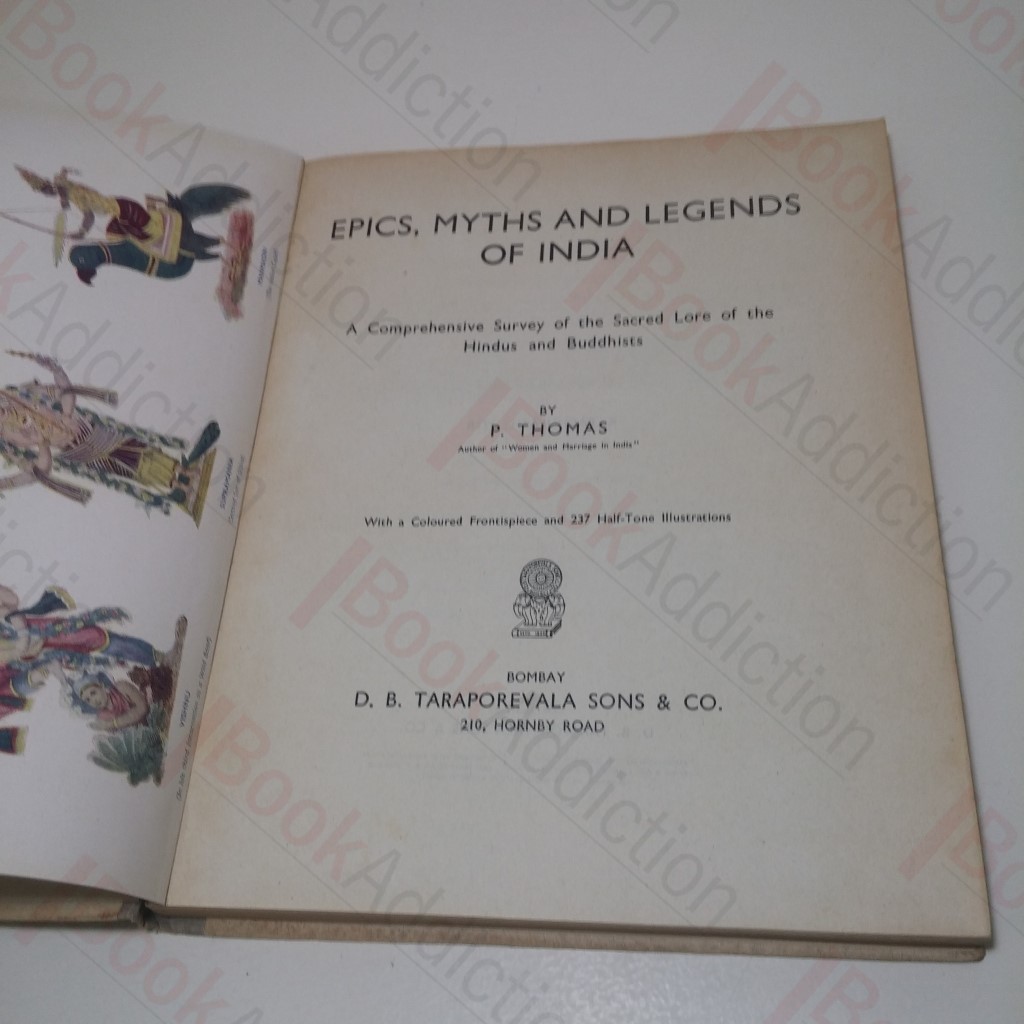 EPICS, MYTHS AND LEGENDS
OF INDIA
A Comprehensive Survey of the Sacred Lore of the
Hindus and Buddhists
BY
P. THOMAS
Author of "Women and Marriage in India"
With a Coloured Frontispiece and 237 Half-Tone Illustrations
BOMBAY
D. B. TARAPOREVALA SONS & CO.
210, HORNBY ROAD
VISHNU
BookAddiction